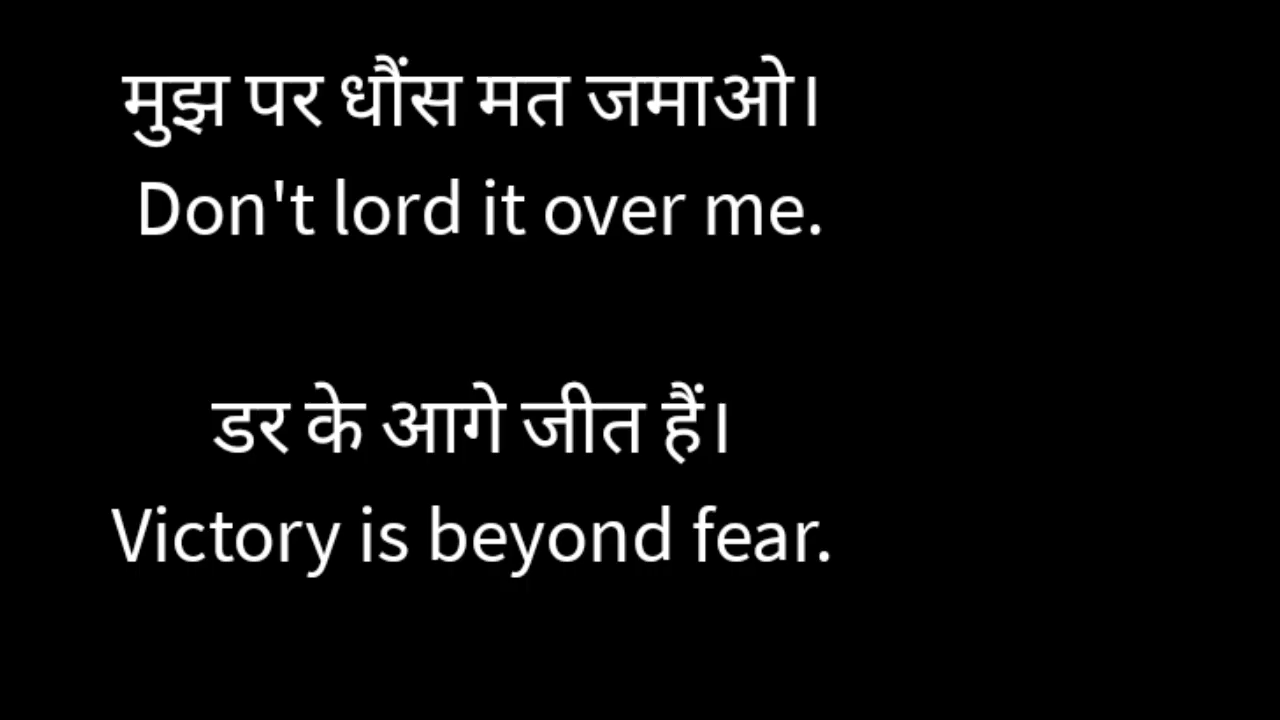 मुझ पर धौंस मत जमाओ।
Don't lord it over me.
डर के आगे जीत हैं।
Victory is beyond fear.